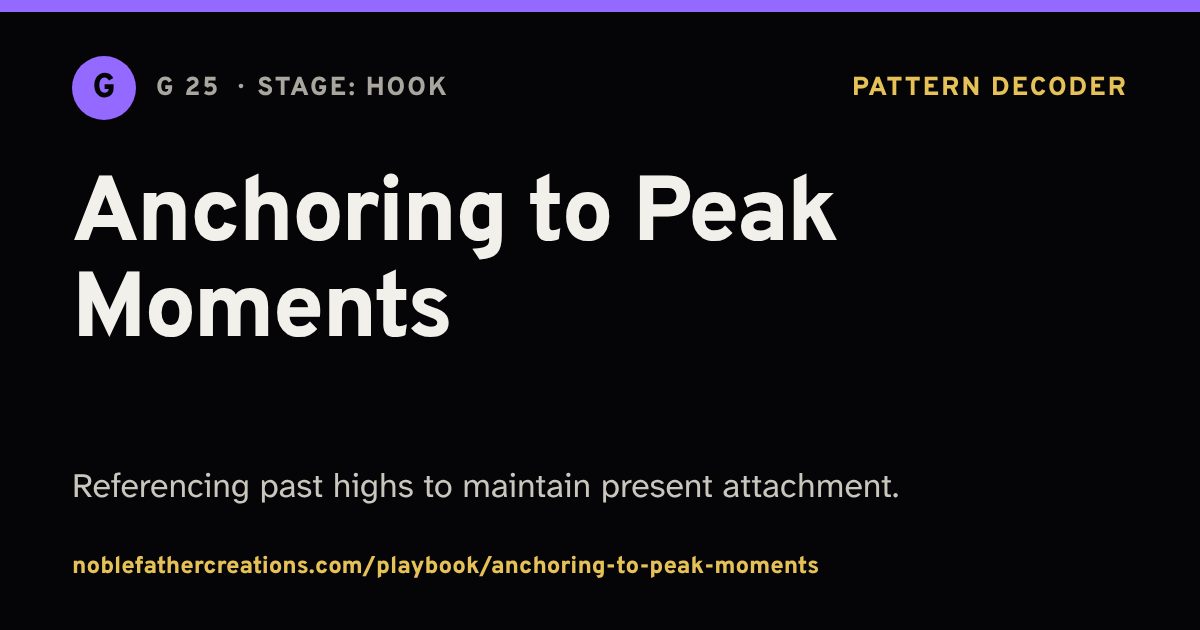 G
G 25 · STAGE: HOOK
PATTERN DECODER
Anchoring to Peak
Moments
Referencing past highs to maintain present attachment.
noblefathercreations.com/playbook/anchoring-to-peak-moments